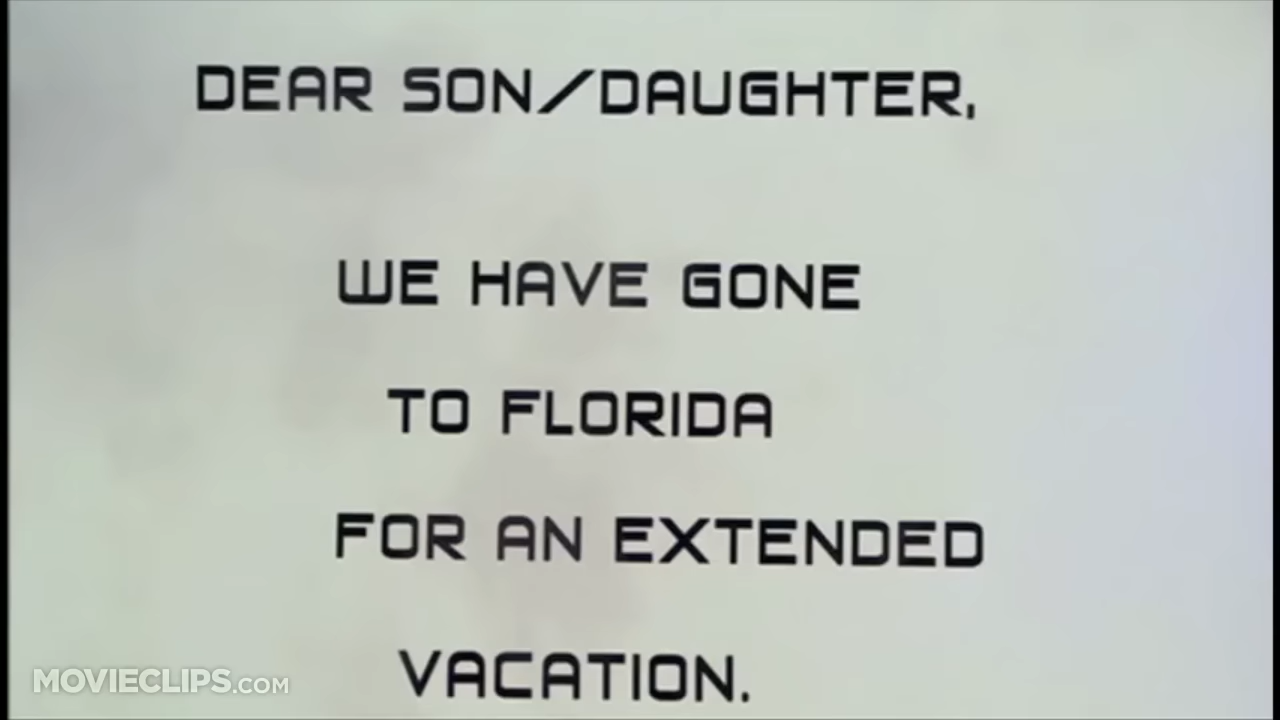 DEAR SON/DAUGHTER,
WE HAVE GONE
TO FLORIDA
FOR AN EXTENDED
VACATION.
MOVIECLIPS.COM